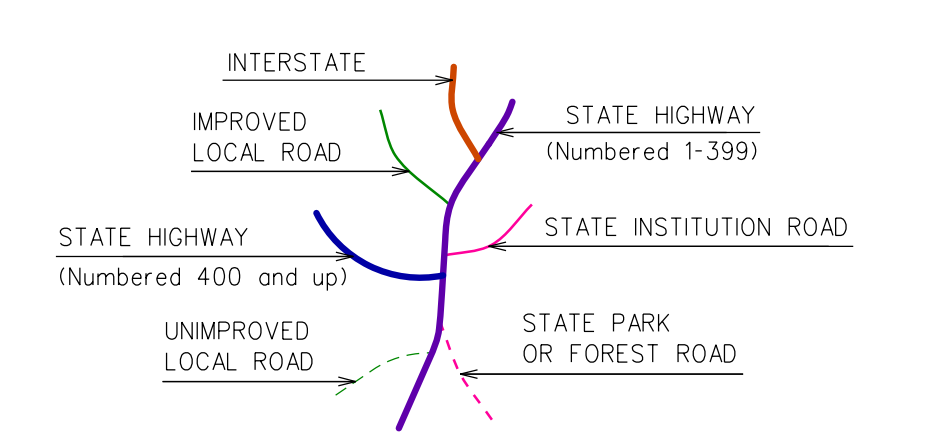 INTERSTATE
STATE HIGHWAY
(Numbered 1-399)
IMPROVED
LOCAL ROAD
STATE INSTITUTION ROAD
STATE HIGHWAY
(Numbered 400 and up)
STATE PARK
OR FOREST ROAD
UNIMPROVED
LOCAL ROAD